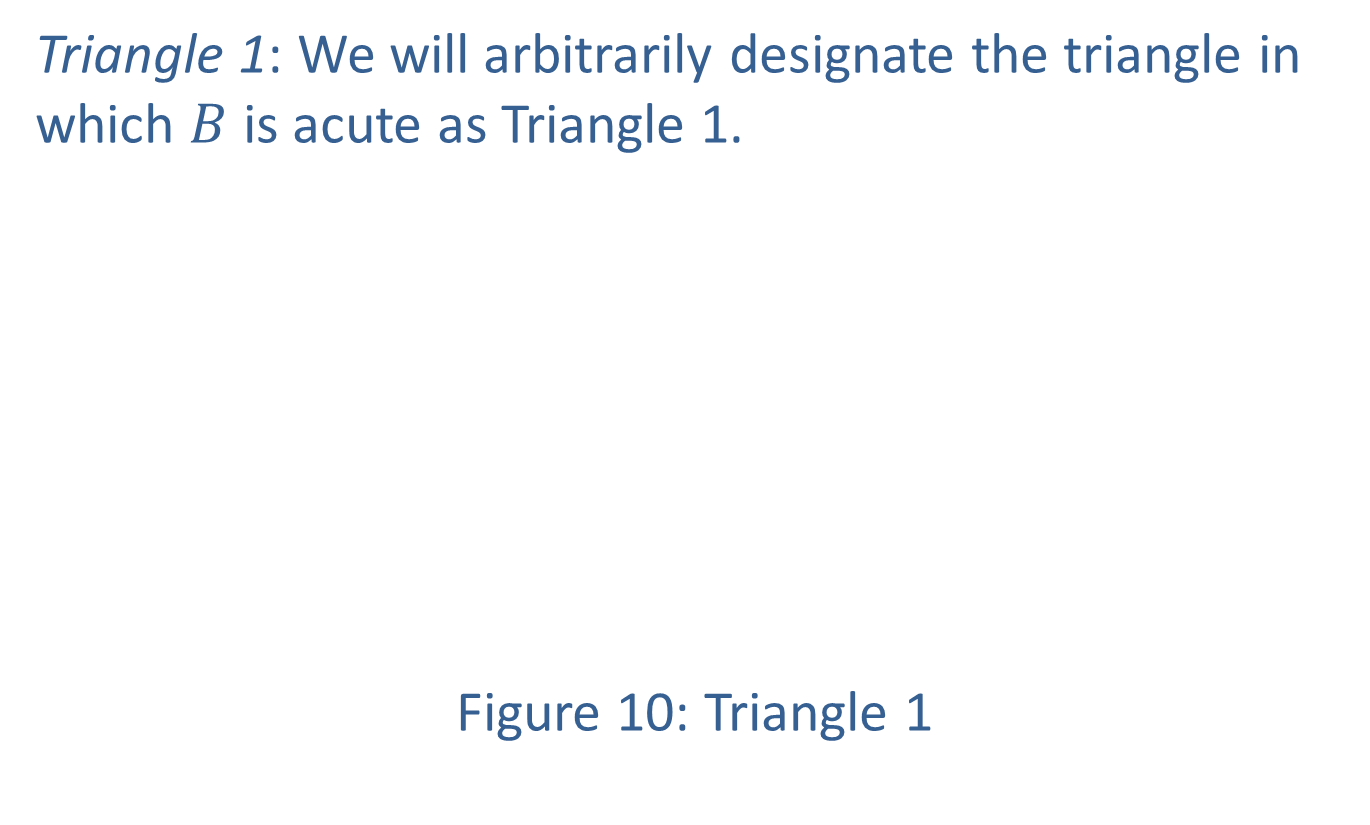 Triangle 1: We will arbitrarily designate the triangle in
which B is acute as Triangle 1.
Figure 10: Triangle 1